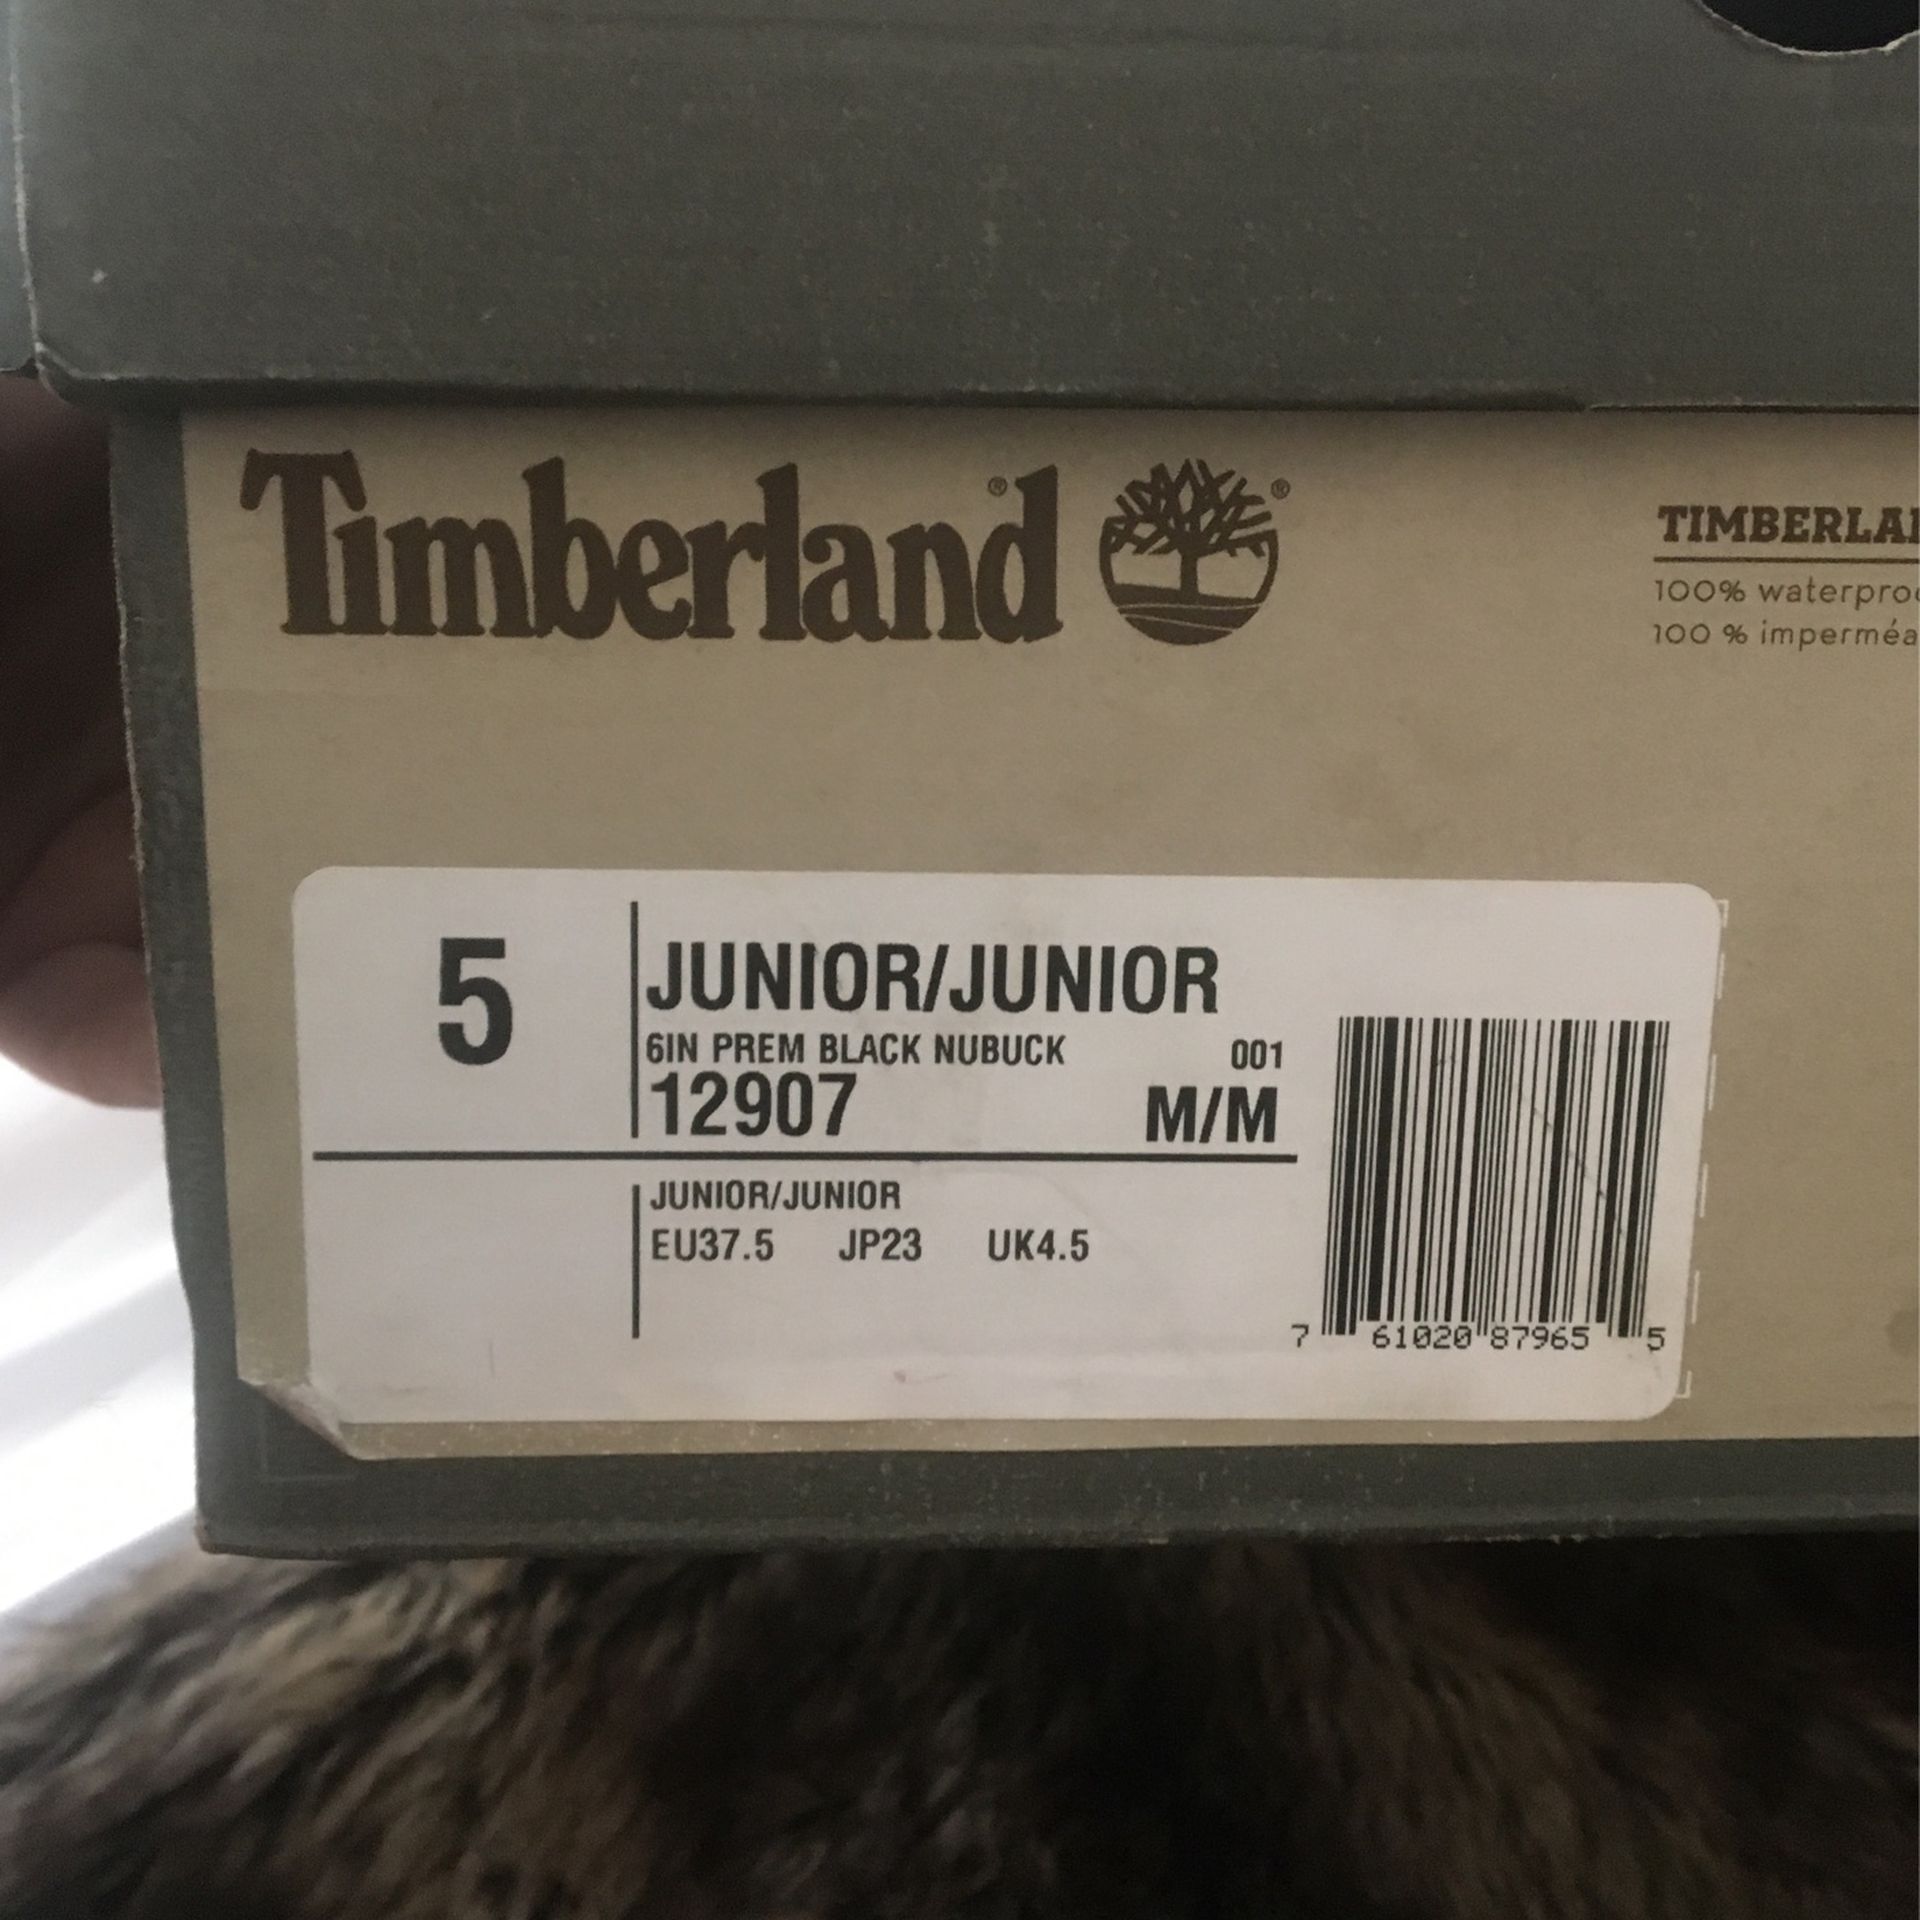 Timberland® ®
TIMBERLA
100% waterproo
100 % imperméa
5
JUNIOR/JUNIOR
6IN PREM BLACK NUBUCK 001
12907 M/M
JUNIOR/JUNIOR
EU37.5 JP23 UK4.5
7 61020 87965 5